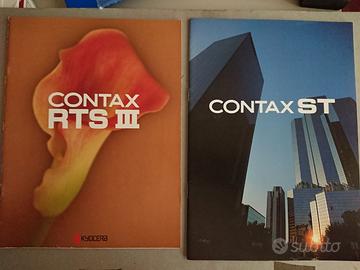 CONTAX
RTS III
KYOCERA
CONTAX ST
subito